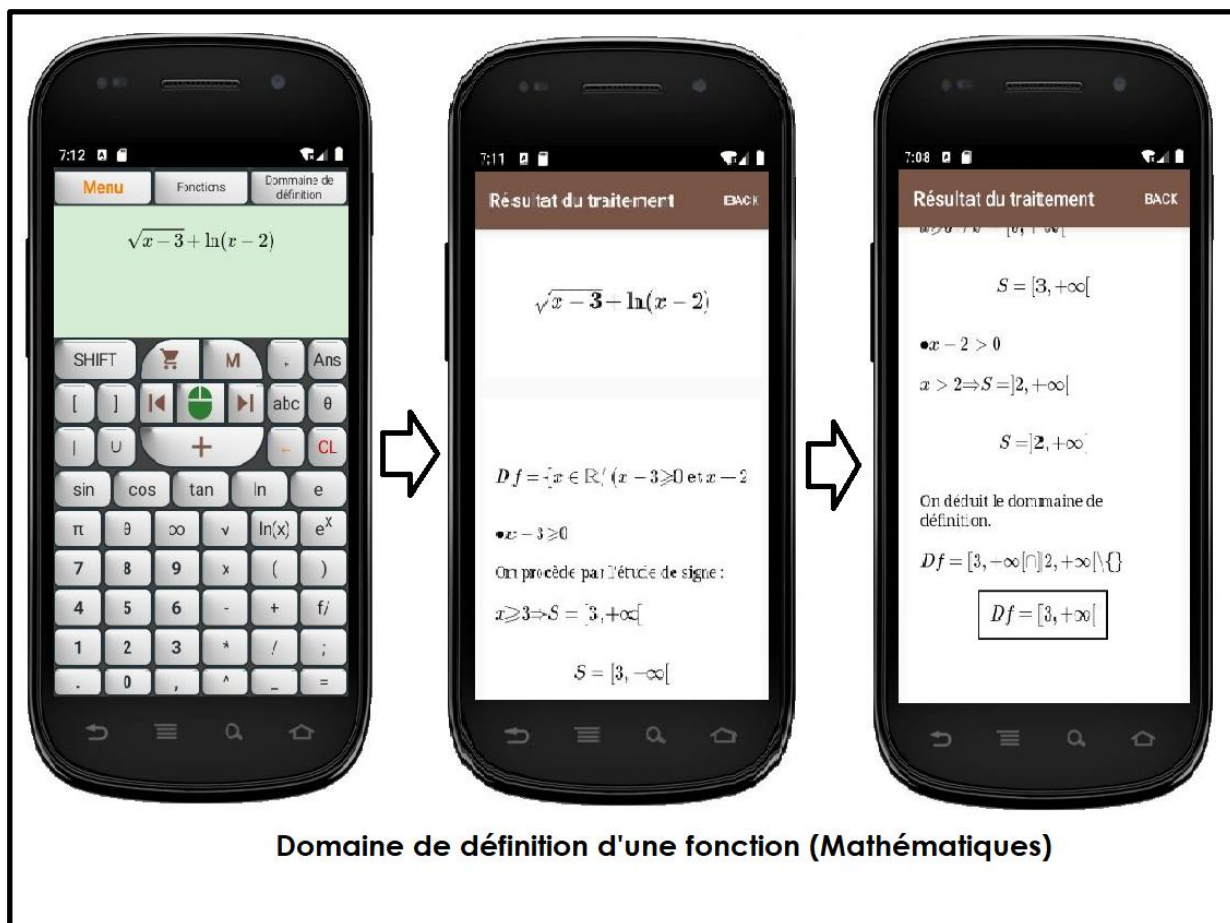 7:12
Menu
Fonctions
Dommaine de
définition
√x − 3 + ln(x − 2)
SHIFT M . Ans
[ ] abc θ
| ∪ + ← CL
sin cos tan ln e
π θ ∞ √ ln(x) e^x
7 8 9 x ( )
4 5 6 - + f/
1 2 3 * / ;
. 0 , ^ _ =
7:11
Résultat du traitement BACK
√x − 3 + ln(x − 2)
Df = {x ∈ ℝ/ (x − 3⩾0 et x − 2
•x − 3⩾0
On procède par l'étude de signe :
x⩾3⇒S = [3, +∞[
S = [3, −∞[
7:08
Résultat du traitement BACK
S = [3, +∞[
•x − 2 > 0
x > 2⇒S =]2, +∞[
S =]2, +∞[
On déduit le dommaine de
définition.
Df = [3, −∞[∩]2, +∞[\{}
Df = [3, +∞[
Domaine de définition d'une fonction (Mathématiques)